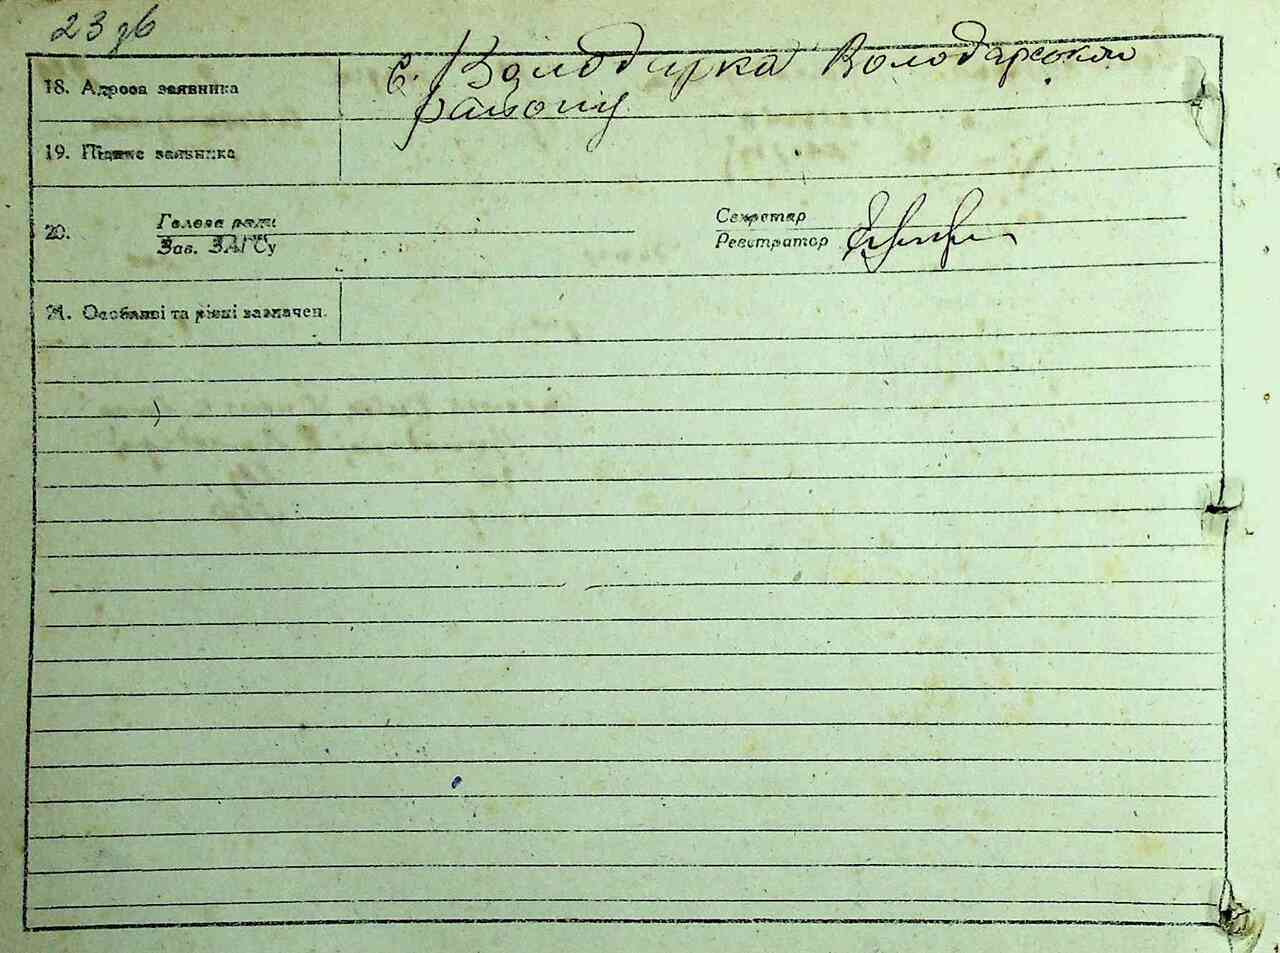 23 зв
с. Володарка Володарського
18. Адреса заявника
району
19. Підпис заявника
20. Голова ради Секретар
Зав. ЗАГСу Реєстратор
21. Особливі та різні зазначен.